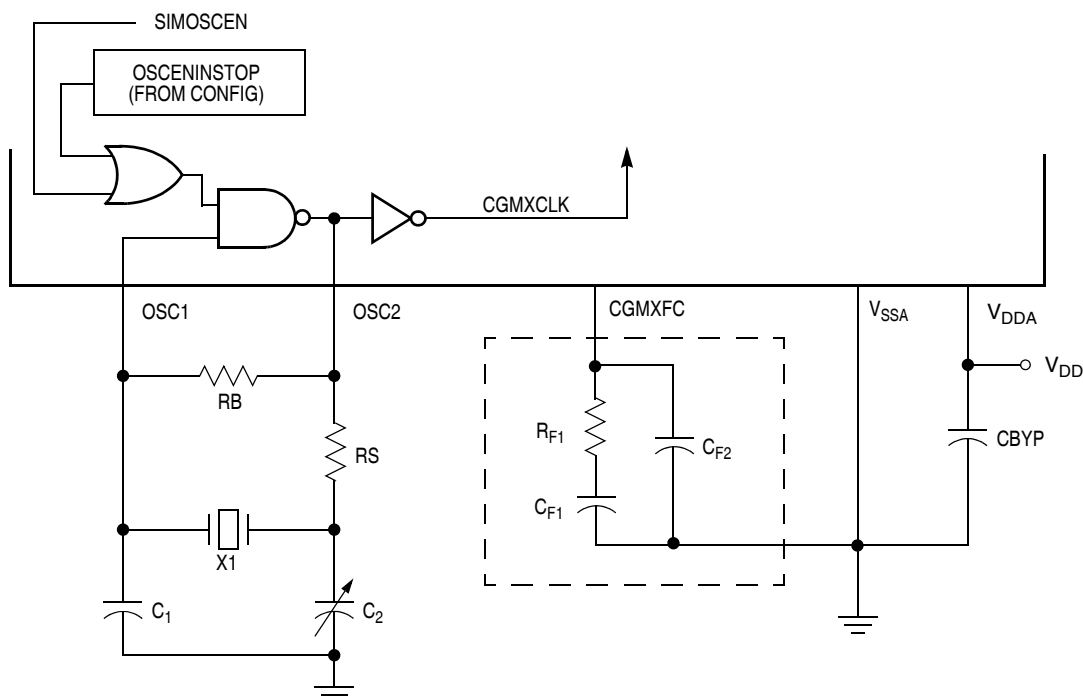 SIMOSCEN
OSCENINSTOP
(FROM CONFIG)
CGMXCLK
OSC1
OSC2
CGMXFC
VSSA
VDDA
VDD
RB
RF1
CF2
CBYP
RS
CF1
X1
C1
C2